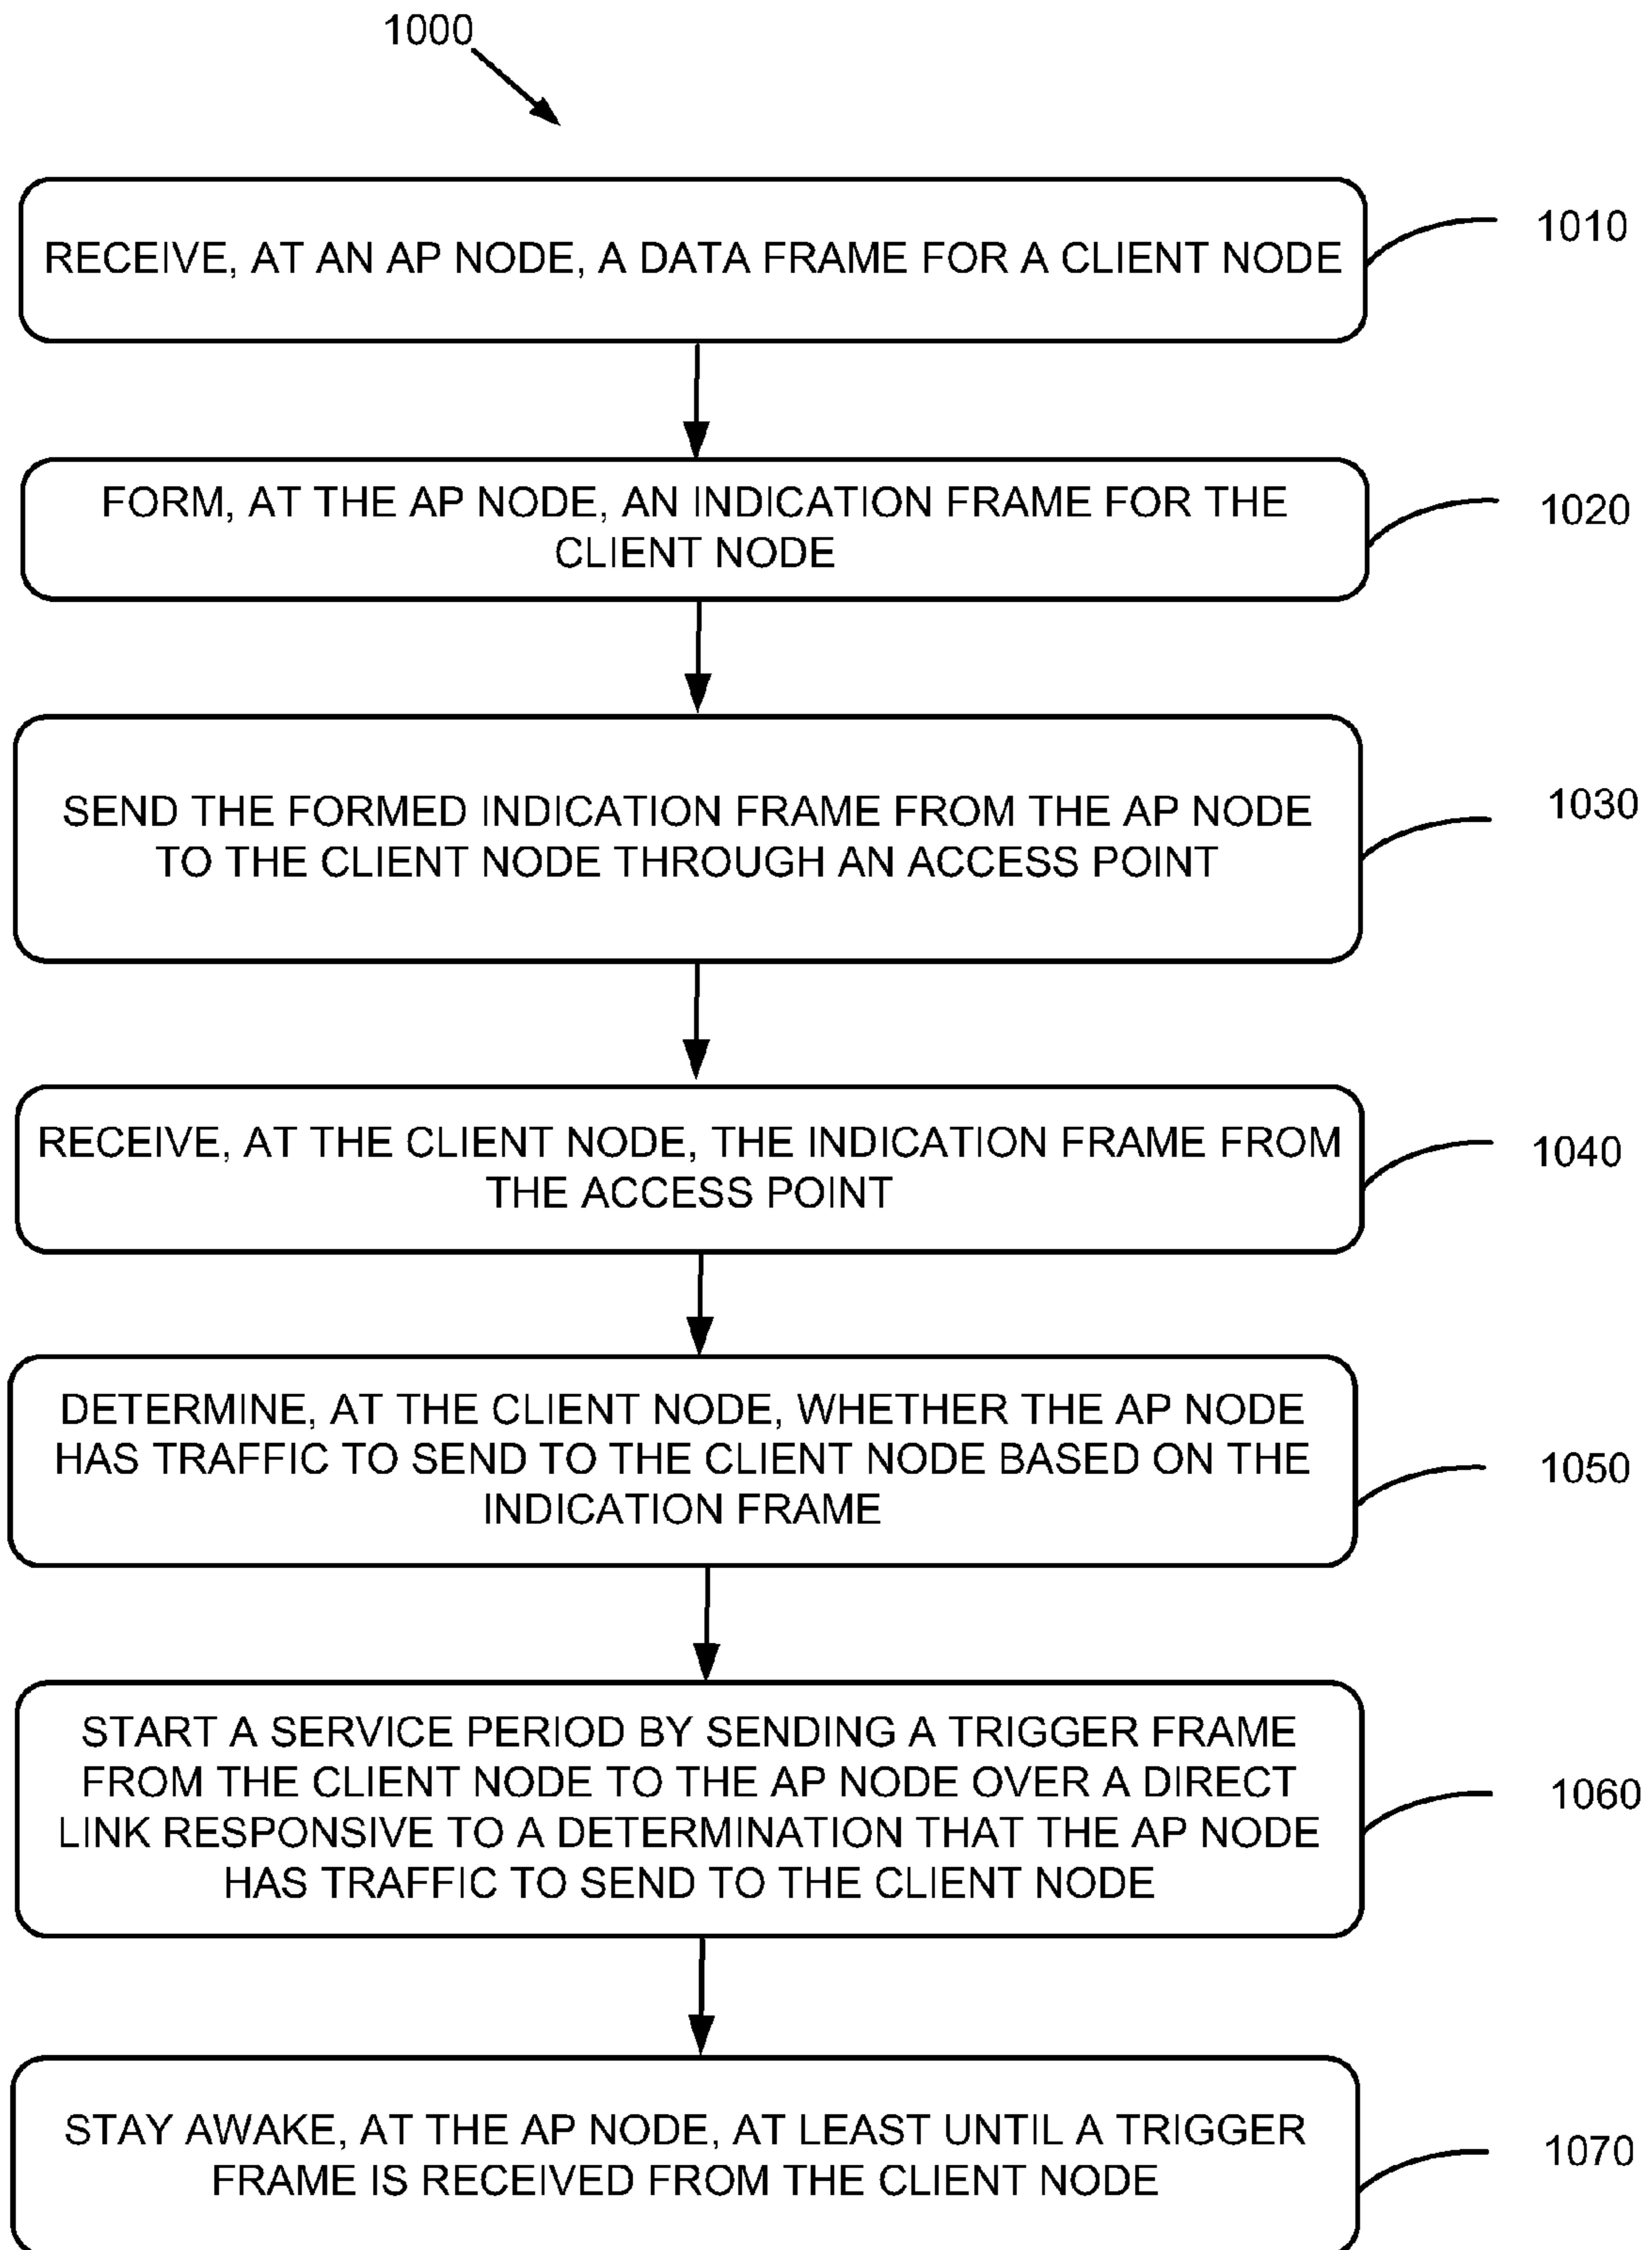 1000
RECEIVE, AT AN AP NODE, A DATA FRAME FOR A CLIENT NODE
1010
FORM, AT THE AP NODE, AN INDICATION FRAME FOR THE
CLIENT NODE
1020
SEND THE FORMED INDICATION FRAME FROM THE AP NODE
TO THE CLIENT NODE THROUGH AN ACCESS POINT
1030
RECEIVE, AT THE CLIENT NODE, THE INDICATION FRAME FROM
THE ACCESS POINT
1040
DETERMINE, AT THE CLIENT NODE, WHETHER THE AP NODE
HAS TRAFFIC TO SEND TO THE CLIENT NODE BASED ON THE
INDICATION FRAME
1050
START A SERVICE PERIOD BY SENDING A TRIGGER FRAME
FROM THE CLIENT NODE TO THE AP NODE OVER A DIRECT
LINK RESPONSIVE TO A DETERMINATION THAT THE AP NODE
HAS TRAFFIC TO SEND TO THE CLIENT NODE
1060
STAY AWAKE, AT THE AP NODE, AT LEAST UNTIL A TRIGGER
FRAME IS RECEIVED FROM THE CLIENT NODE
1070